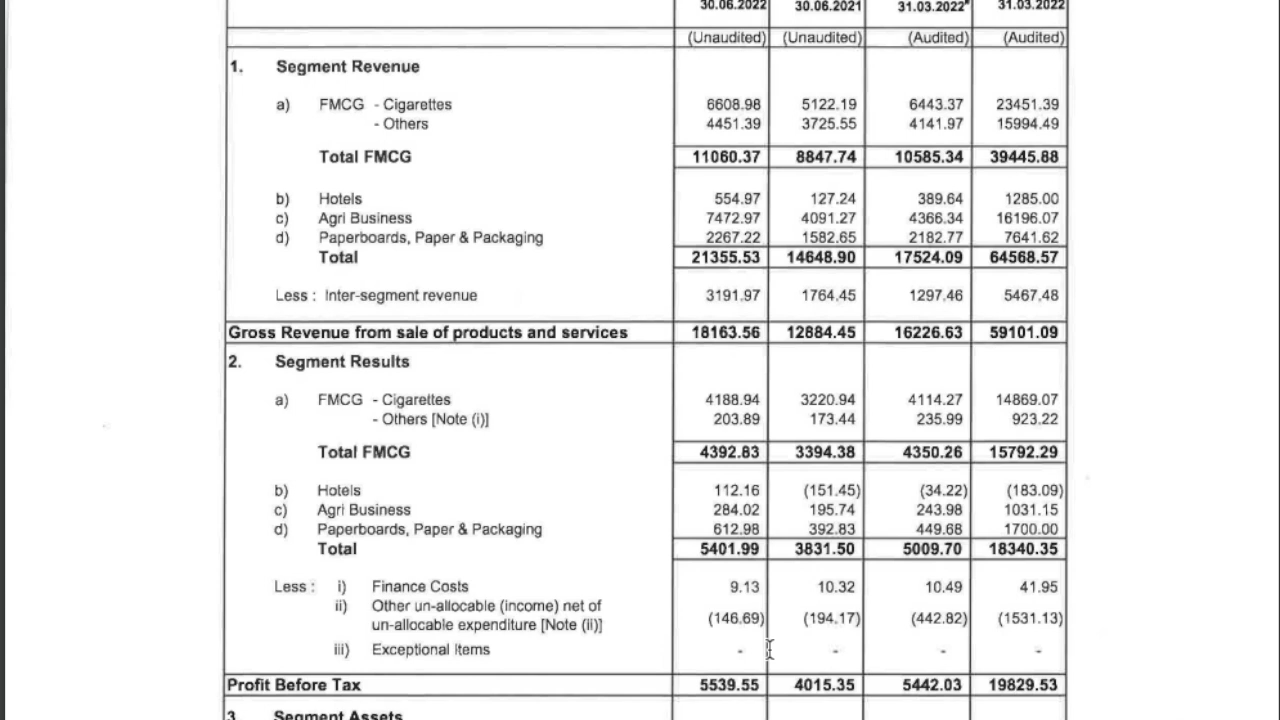 30.06.2022 30.06.2021 31.03.2022* 31.03.2022
(Unaudited) (Unaudited) (Audited) (Audited)
1. Segment Revenue
a) FMCG - Cigarettes 6608.98 5122.19 6443.37 23451.39
- Others 4451.39 3725.55 4141.97 15994.49
Total FMCG 11060.37 8847.74 10585.34 39445.88
b) Hotels 554.97 127.24 389.64 1285.00
c) Agri Business 7472.97 4091.27 4366.34 16196.07
d) Paperboards, Paper & Packaging 2267.22 1582.65 2182.77 7641.62
Total 21355.53 14648.90 17524.09 64568.57
Less : Inter-segment revenue 3191.97 1764.45 1297.46 5467.48
Gross Revenue from sale of products and services 18163.56 12884.45 16226.63 59101.09
2. Segment Results
a) FMCG - Cigarettes 4188.94 3220.94 4114.27 14869.07
- Others [Note (i)] 203.89 173.44 235.99 923.22
Total FMCG 4392.83 3394.38 4350.26 15792.29
b) Hotels 112.16 (151.45) (34.22) (183.09)
c) Agri Business 284.02 195.74 243.98 1031.15
d) Paperboards, Paper & Packaging 612.98 392.83 449.68 1700.00
Total 5401.99 3831.50 5009.70 18340.35
Less : i) Finance Costs 9.13 10.32 10.49 41.95
ii) Other un-allocable (income) net of
un-allocable expenditure [Note (ii)] (146.69) (194.17) (442.82) (1531.13)
iii) Exceptional Items - - - -
Profit Before Tax 5539.55 4015.35 5442.03 19829.53
3. Segment Assets